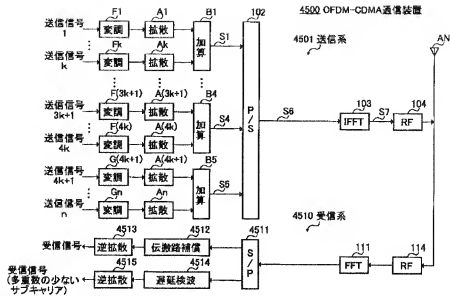 4500 OFDM-CDMA通信装置
F1 A1 B1 102 AN
送信信号 1 変調 拡散 加算 S1
Fk Ak 4501 送信系
送信信号 k 変調 拡散
F(3k+1) A(3k+1) B4 P/S S6 103 S7 104
送信信号 3k+1 変調 拡散 加算 S4 IFFT RF
F(4k) A(4k)
送信信号 4k 変調 拡散
G(4k+1) A(4k+1) B5
送信信号 4k+1 変調 拡散 加算 S5
Gn An
送信信号 n 変調 拡散 4510 受信系
4513 4512 4511 111 114
受信信号 逆拡散 伝搬路補償 S/P FFT RF
4515 4514
受信信号 (多重数の少ない サブキャリア) 逆拡散 遅延検波